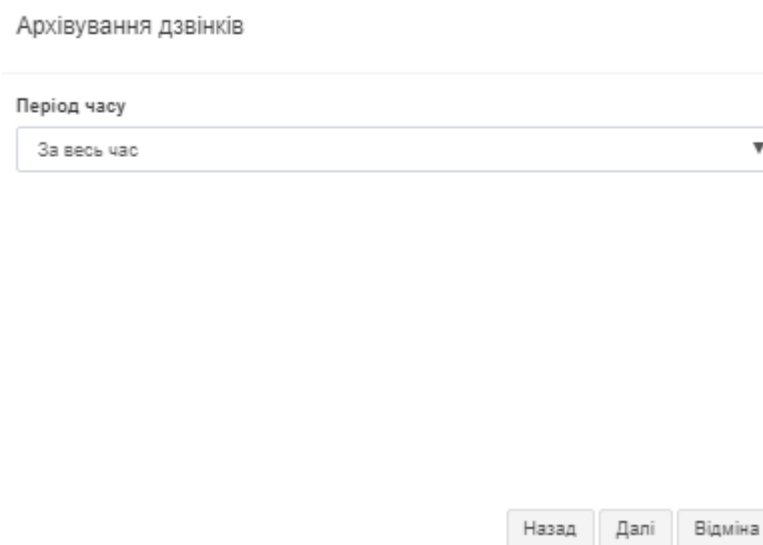 Архівування дзвінків
Період часу
За весь час
Назад Далі Відміна